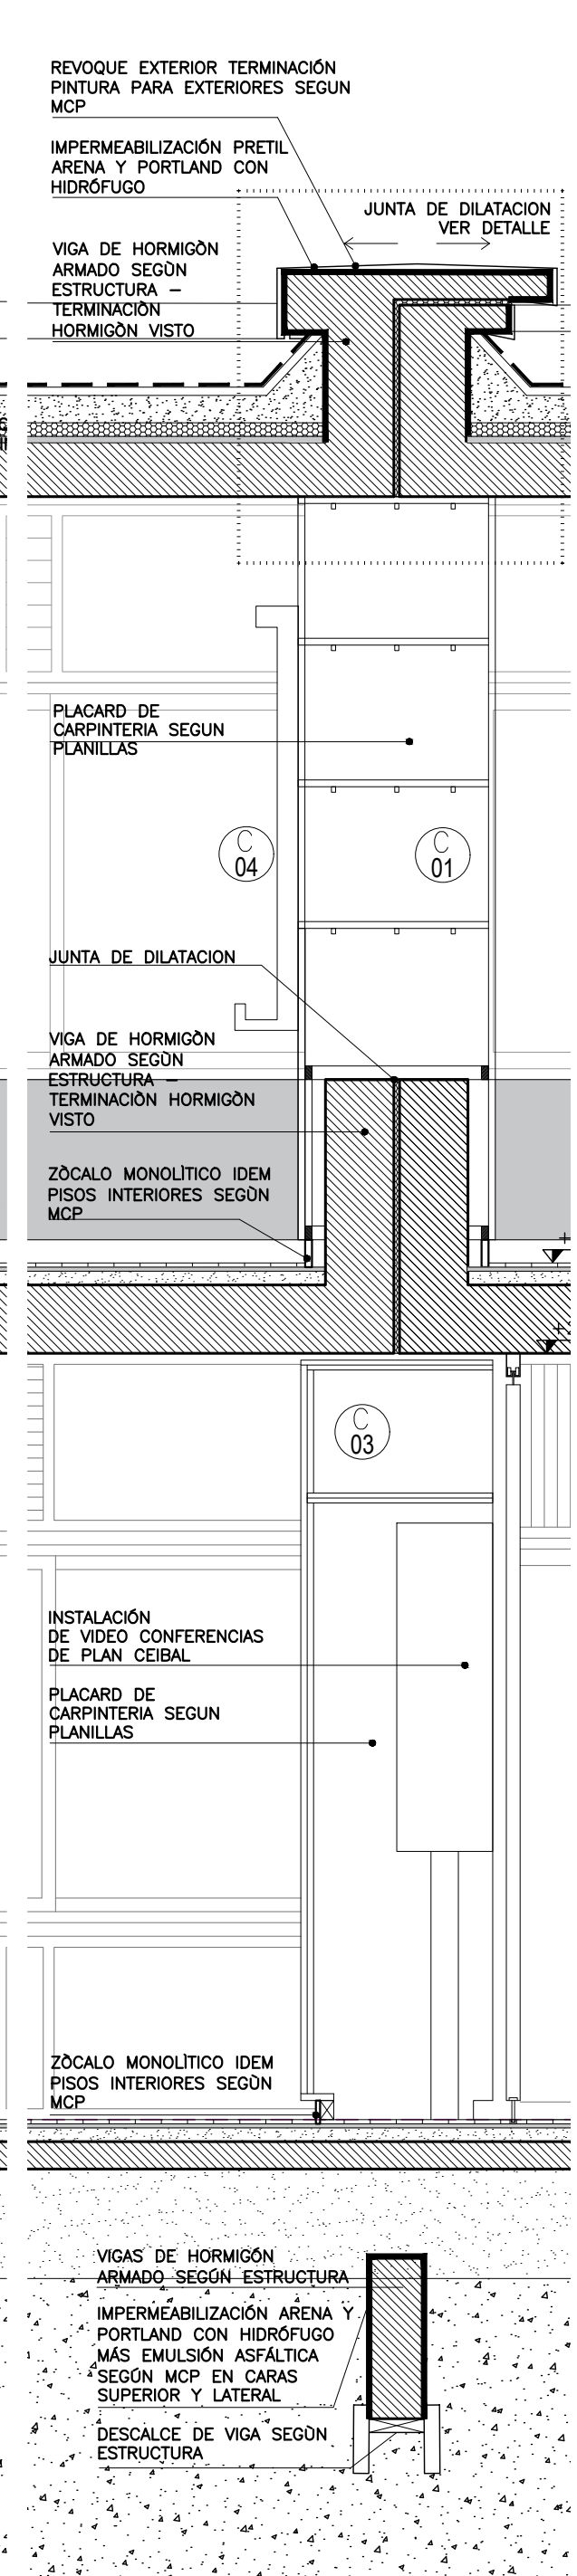 REVOQUE EXTERIOR TERMINACIÓN
PINTURA PARA EXTERIORES SEGUN
MCP
IMPERMEABILIZACIÓN PRETIL
ARENA Y PORTLAND CON
HIDRÓFUGO
JUNTA DE DILATACION
VER DETALLE
VIGA DE HORMIGÒN
ARMADO SEGÙN
ESTRUCTURA –
TERMINACIÒN
HORMIGÒN VISTO
PLACARD DE
CARPINTERIA SEGUN
PLANILLAS
C
04
C
01
JUNTA DE DILATACION
VIGA DE HORMIGÒN
ARMADO SEGÙN
ESTRUCTURA –
TERMINACIÒN HORMIGÒN
VISTO
ZÒCALO MONOLÌTICO IDEM
PISOS INTERIORES SEGÙN
MCP
C
03
INSTALACIÓN
DE VIDEO CONFERENCIAS
DE PLAN CEIBAL
PLACARD DE
CARPINTERIA SEGUN
PLANILLAS
ZÒCALO MONOLÌTICO IDEM
PISOS INTERIORES SEGÙN
MCP
VIGAS DE HORMIGÓN
ARMADO SEGÚN ESTRUCTURA
IMPERMEABILIZACIÓN ARENA Y
PORTLAND CON HIDRÓFUGO
MÁS EMULSIÓN ASFÁLTICA
SEGÚN MCP EN CARAS
SUPERIOR Y LATERAL
DESCALCE DE VIGA SEGÙN
ESTRUCTURA